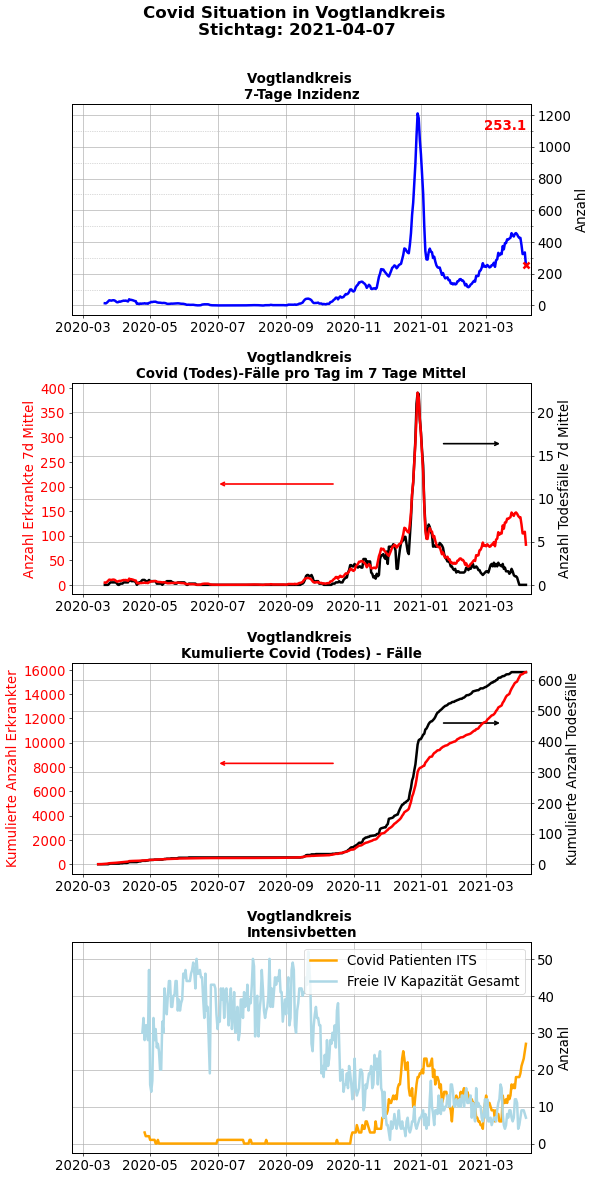 Covid Situation in Vogtlandkreis
Stichtag: 2021-04-07
Vogtlandkreis
7-Tage Inzidenz
253.1
1200
1000
800
600
400
200
0
Anzahl
2020-03 2020-05 2020-07 2020-09 2020-11 2021-01 2021-03
Vogtlandkreis
Covid (Todes)-Fälle pro Tag im 7 Tage Mittel
Anzahl Erkrankte 7d Mittel
400
350
300
250
200
150
100
50
0
20
15
10
5
0
Anzahl Todesfälle 7d Mittel
2020-03 2020-05 2020-07 2020-09 2020-11 2021-01 2021-03
Vogtlandkreis
Kumulierte Covid (Todes) - Fälle
Kumulierte Anzahl Erkrankter
16000
14000
12000
10000
8000
6000
4000
2000
0
600
500
400
300
200
100
0
Kumulierte Anzahl Todesfälle
2020-03 2020-05 2020-07 2020-09 2020-11 2021-01 2021-03
Vogtlandkreis
Intensivbetten
Covid Patienten ITS
Freie IV Kapazität Gesamt
50
40
30
20
10
0
Anzahl
2020-03 2020-05 2020-07 2020-09 2020-11 2021-01 2021-03